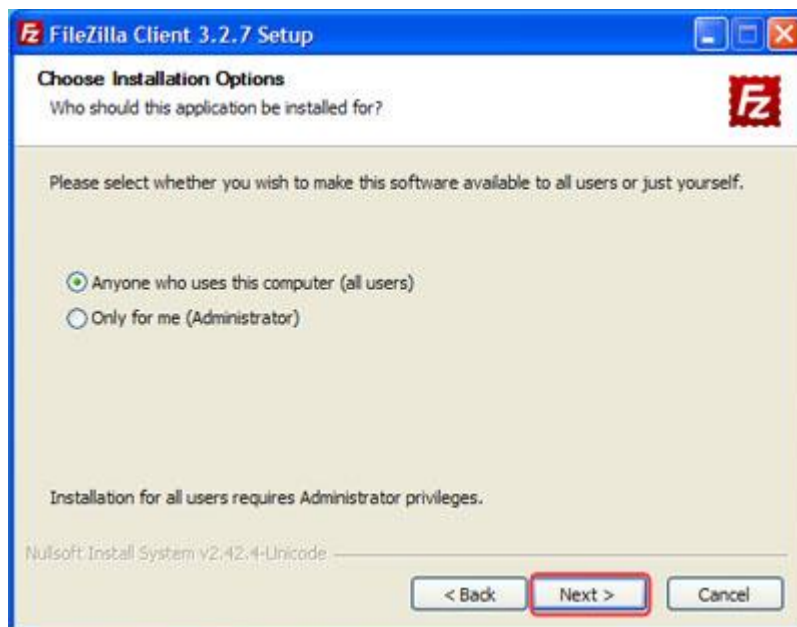 FileZilla Client 3.2.7 Setup
Choose Installation Options
Who should this application be installed for?
Fz
Please select whether you wish to make this software available to all users or just yourself.
Anyone who uses this computer (all users)
Only for me (Administrator)
Installation for all users requires Administrator privileges.
Nullsoft Install System v2.42.4-Unicode
< Back Next > Cancel